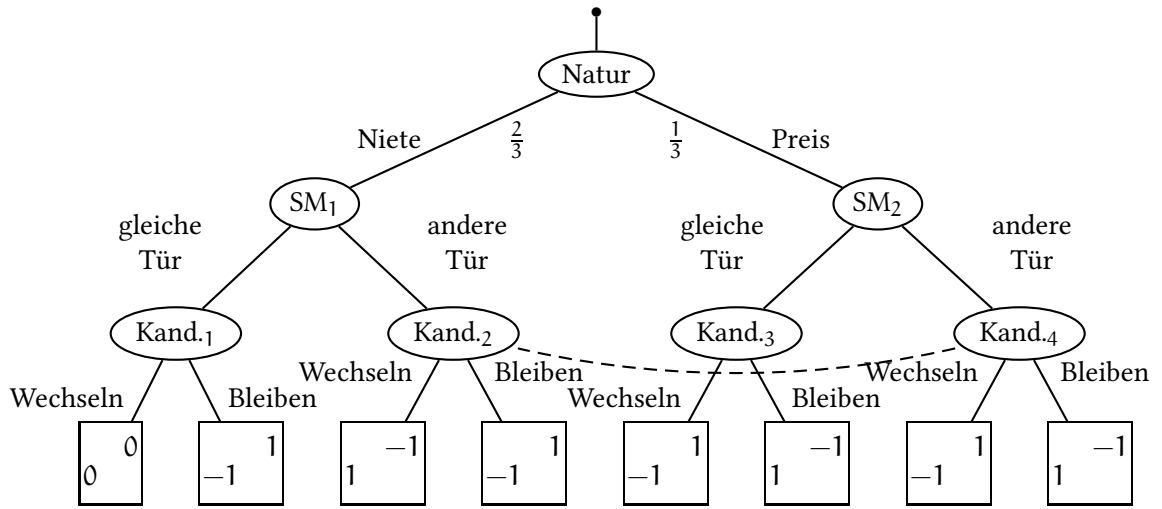 Natur
Niete 2/3 1/3 Preis
SM1 SM2
gleiche andere gleiche andere
Tür Tür Tür Tür
Kand.1 Kand.2 Kand.3 Kand.4
Wechseln Bleiben Wechseln Bleiben
Wechseln Bleiben Wechseln Bleiben
0 1 −1 1 1 −1 1 −1
0 −1 1 −1 −1 1 −1 1